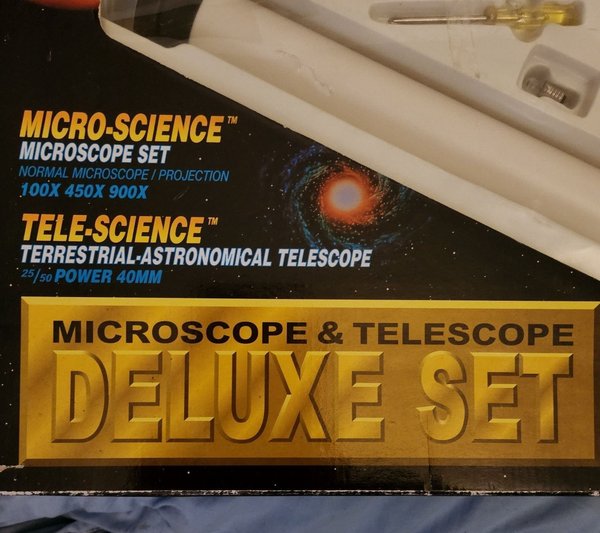 MICRO-SCIENCE™
MICROSCOPE SET
NORMAL MICROSCOPE / PROJECTION
100X 450X 900X
TELE-SCIENCE™
TERRESTRIAL-ASTRONOMICAL TELESCOPE
25/50 POWER 40MM
MICROSCOPE & TELESCOPE
DELUXE SET